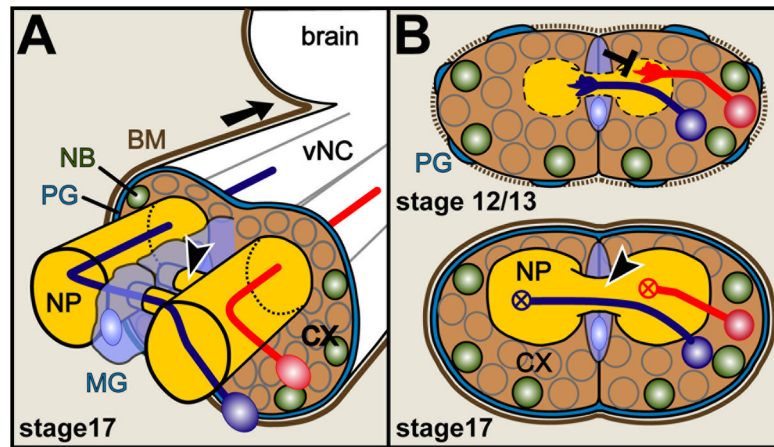 A
brain
BM
vNC
NB
PG
NP
CX
MG
stage17
B
PG
stage 12/13
NP
CX
stage17